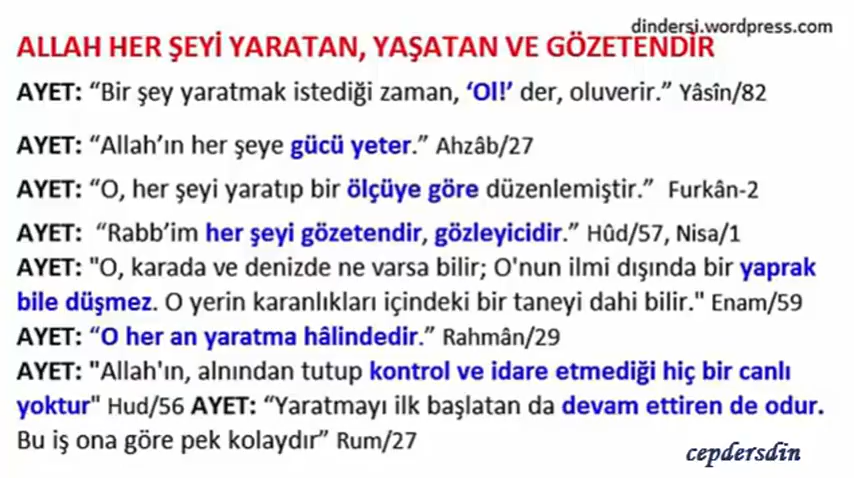 dindersi.wordpress.com
ALLAH HER ŞEYİ YARATAN, YAŞATAN VE GÖZETENDİR
AYET: “Bir şey yaratmak istediği zaman, ‘Ol!’ der, oluverir.” Yâsîn/82
AYET: “Allah’ın her şeye gücü yeter.” Ahzâb/27
AYET: “O, her şeyi yaratıp bir ölçüye göre düzenlemiştir.” Furkân-2
AYET: “Rabb’im her şeyi gözetendir, gözleyicidir.” Hûd/57, Nisa/1
AYET: "O, karada ve denizde ne varsa bilir; O'nun ilmi dışında bir yaprak
bile düşmez. O yerin karanlıkları içindeki bir taneyi dahi bilir." Enam/59
AYET: “O her an yaratma hâlindedir.” Rahmân/29
AYET: "Allah'ın, alnından tutup kontrol ve idare etmediği hiç bir canlı
yoktur" Hud/56 AYET: “Yaratmayı ilk başlatan da devam ettiren de odur.
Bu iş ona göre pek kolaydır” Rum/27
cepdersdin